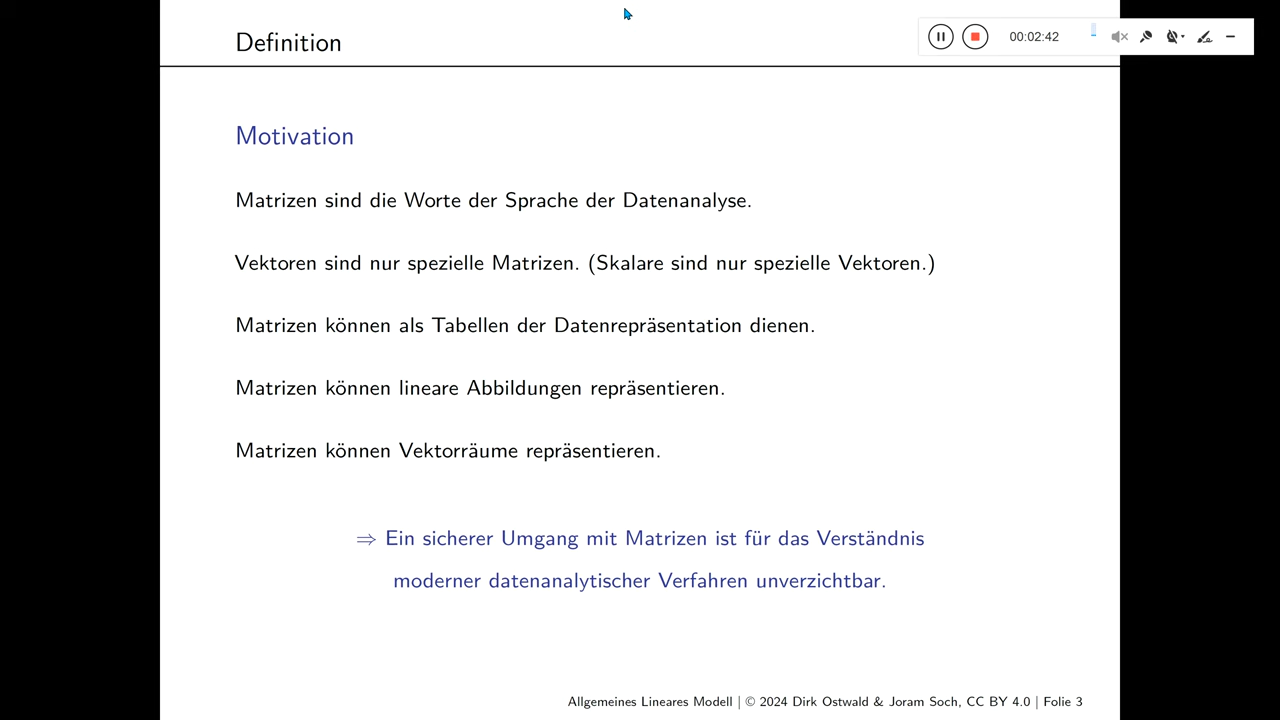 Definition
00:02:42
Motivation
Matrizen sind die Worte der Sprache der Datenanalyse.
Vektoren sind nur spezielle Matrizen. (Skalare sind nur spezielle Vektoren.)
Matrizen können als Tabellen der Datenrepräsentation dienen.
Matrizen können lineare Abbildungen repräsentieren.
Matrizen können Vektorräume repräsentieren.
⇒ Ein sicherer Umgang mit Matrizen ist für das Verständnis
moderner datenanalytischer Verfahren unverzichtbar.
Allgemeines Lineares Modell | © 2024 Dirk Ostwald & Joram Soch, CC BY 4.0 | Folie 3